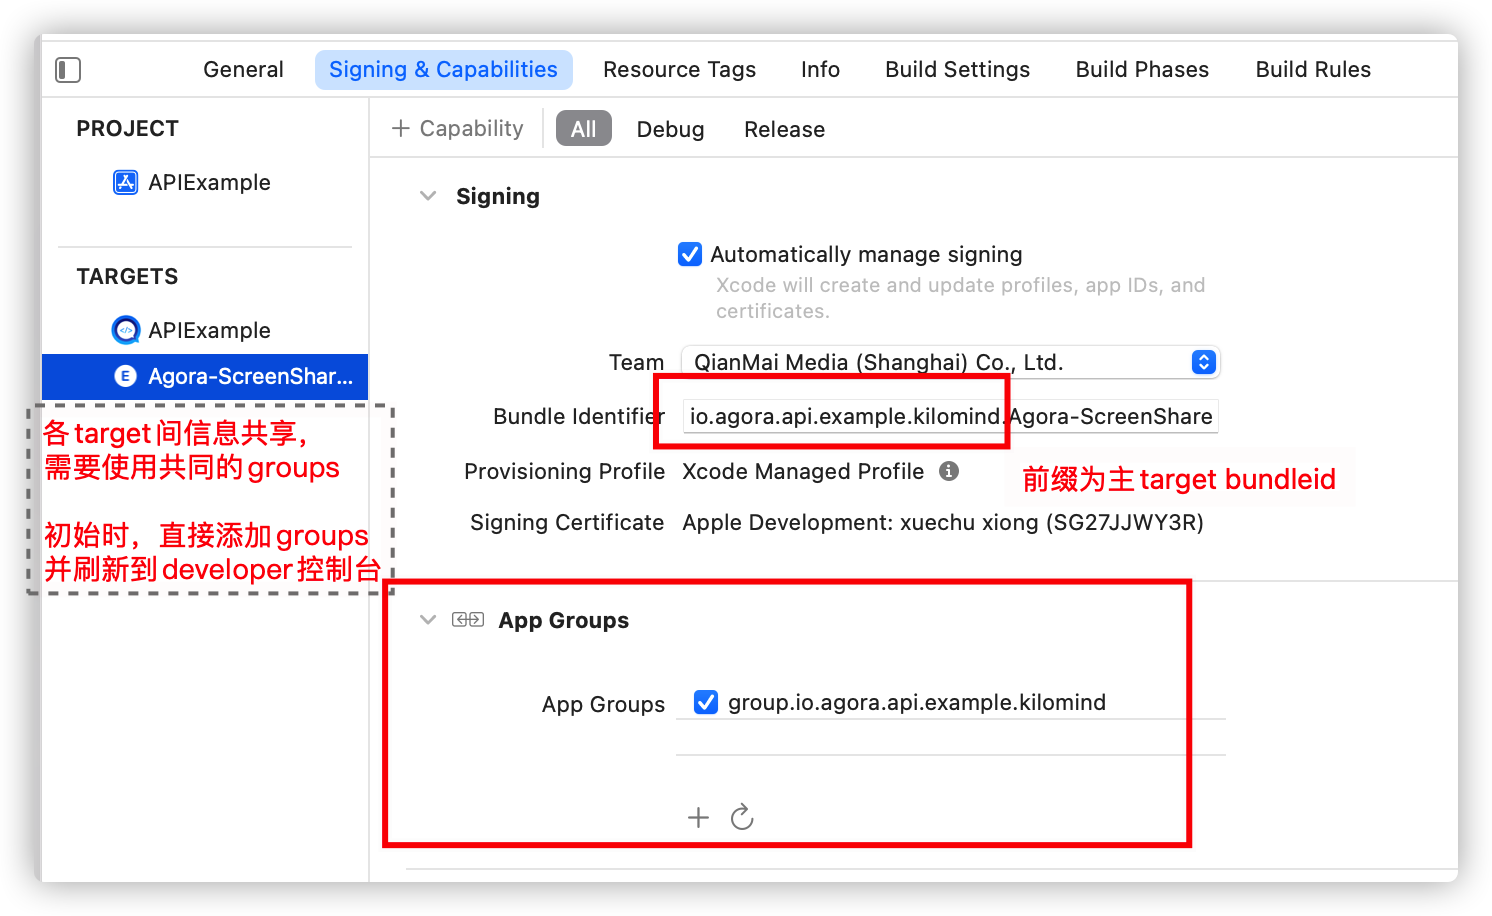 General Signing & Capabilities Resource Tags Info Build Settings Build Phases Build Rules
PROJECT
APIExample
TARGETS
APIExample
Agora-ScreenShar...
各target间信息共享，
需要使用共同的groups
初始时，直接添加groups
并刷新到developer控制台
+ Capability All Debug Release
Signing
Automatically manage signing
Xcode will create and update profiles, app IDs, and
certificates.
Team QianMai Media (Shanghai) Co., Ltd.
Bundle Identifier io.agora.api.example.kilomind.Agora-ScreenShare
Provisioning Profile Xcode Managed Profile
前缀为主target bundleid
Signing Certificate Apple Development: xuechu xiong (SG27JJWY3R)
App Groups
App Groups group.io.agora.api.example.kilomind